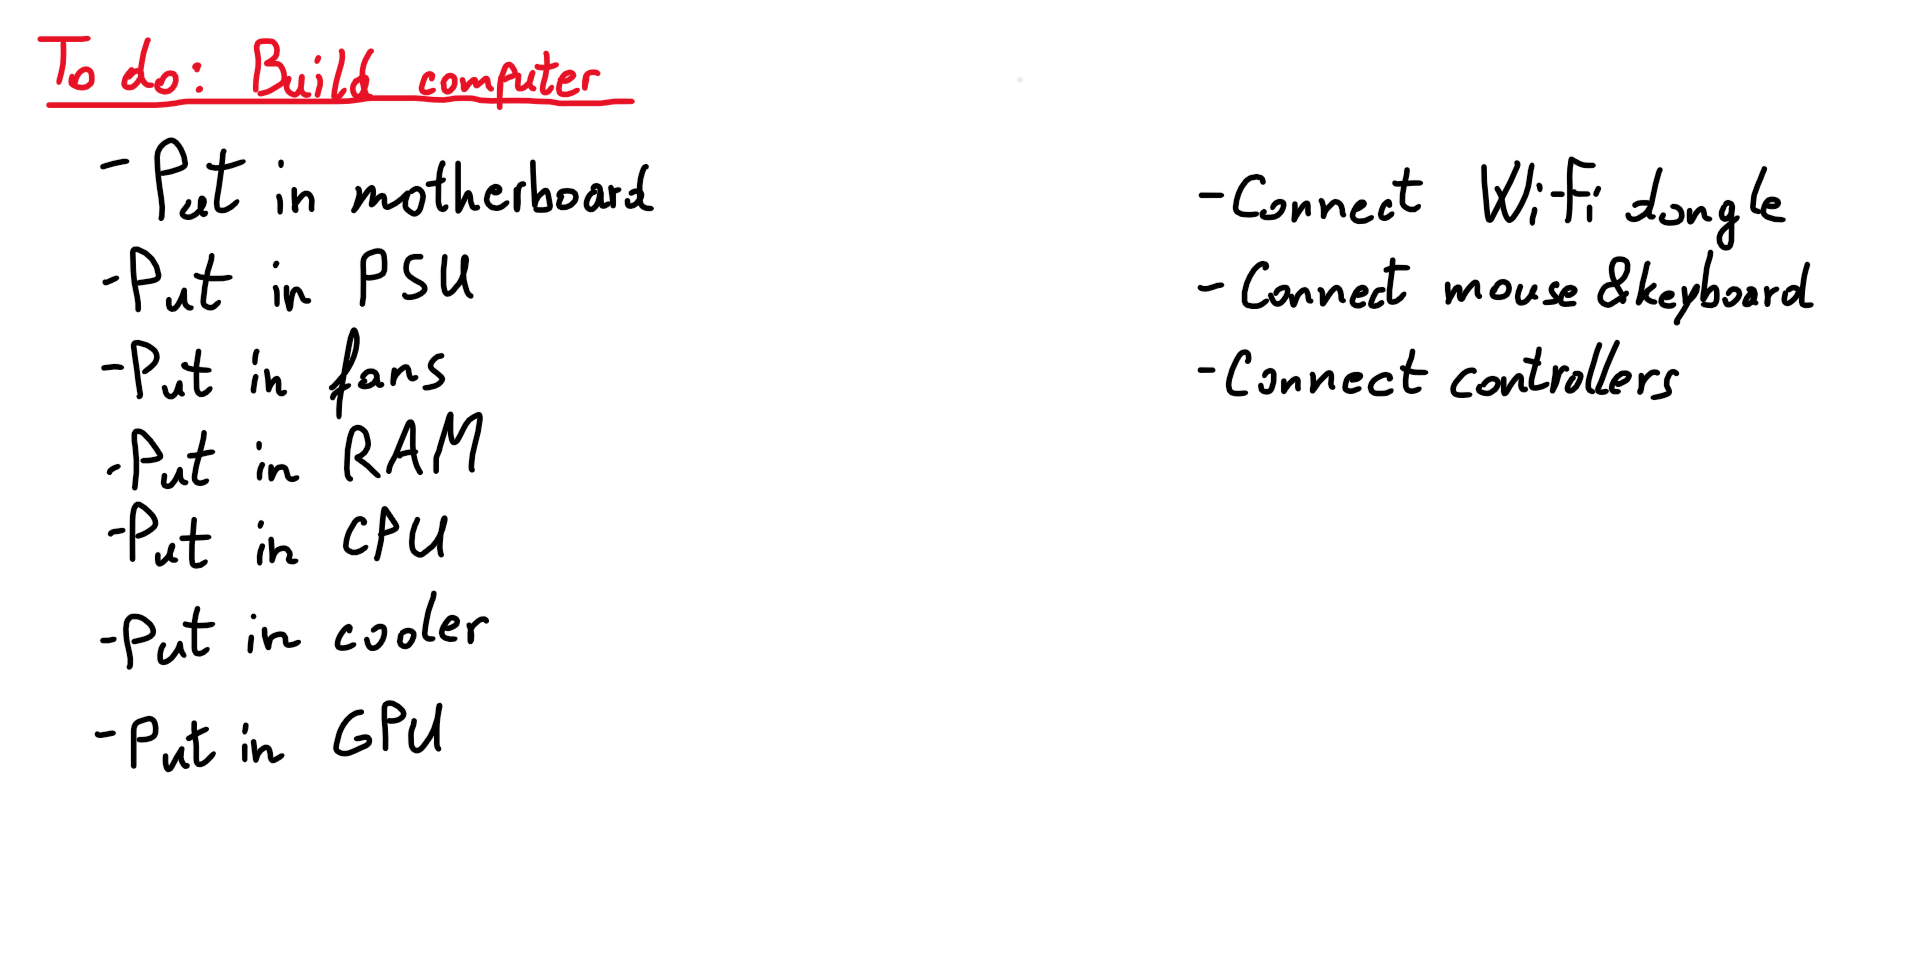 To do: Build computer
- Put in motherboard
- Put in PSU
- Put in fans
- Put in RAM
- Put in CPU
- Put in cooler
- Put in GPU
- Connect Wi-Fi dongle
- Connect mouse & keyboard
- Connect controllers